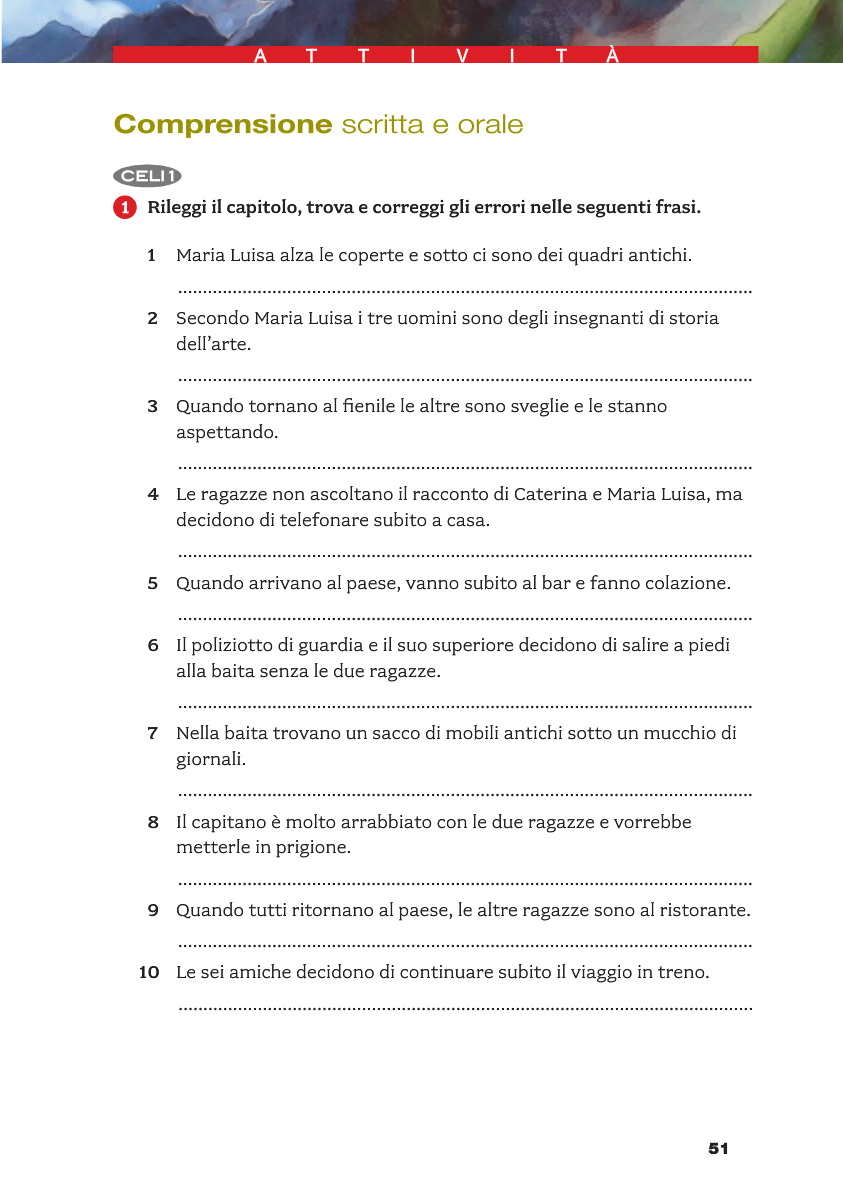 ATTIVITÀ
Comprensione scritta e orale
CELI 1
1 Rileggi il capitolo, trova e correggi gli errori nelle seguenti frasi.
1 Maria Luisa alza le coperte e sotto ci sono dei quadri antichi.
................................................................................
2 Secondo Maria Luisa i tre uomini sono degli insegnanti di storia
dell’arte.
................................................................................
3 Quando tornano al fienile le altre sono sveglie e le stanno
aspettando.
................................................................................
4 Le ragazze non ascoltano il racconto di Caterina e Maria Luisa, ma
decidono di telefonare subito a casa.
................................................................................
5 Quando arrivano al paese, vanno subito al bar e fanno colazione.
................................................................................
6 Il poliziotto di guardia e il suo superiore decidono di salire a piedi
alla baita senza le due ragazze.
................................................................................
7 Nella baita trovano un sacco di mobili antichi sotto un mucchio di
giornali.
................................................................................
8 Il capitano è molto arrabbiato con le due ragazze e vorrebbe
metterle in prigione.
................................................................................
9 Quando tutti ritornano al paese, le altre ragazze sono al ristorante.
................................................................................
10 Le sei amiche decidono di continuare subito il viaggio in treno.
................................................................................
51